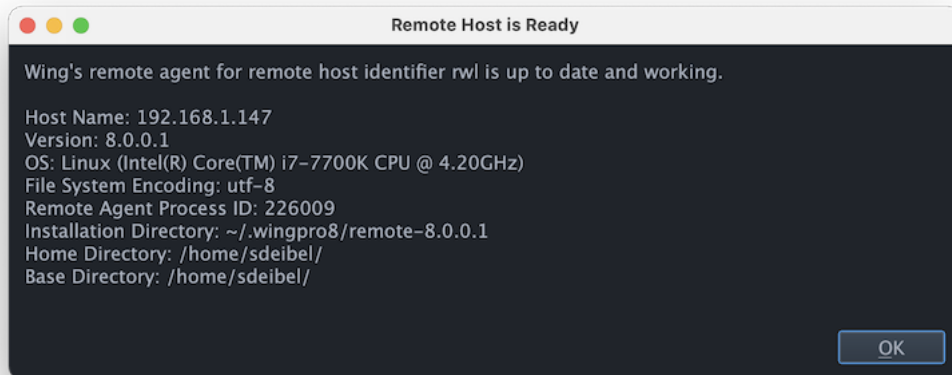 Remote Host is Ready
Wing's remote agent for remote host identifier rwl is up to date and working.
Host Name: 192.168.1.147
Version: 8.0.0.1
OS: Linux (Intel(R) Core(TM) i7-7700K CPU @ 4.20GHz)
File System Encoding: utf-8
Remote Agent Process ID: 226009
Installation Directory: ~/.wingpro8/remote-8.0.0.1
Home Directory: /home/sdeibel/
Base Directory: /home/sdeibel/
OK